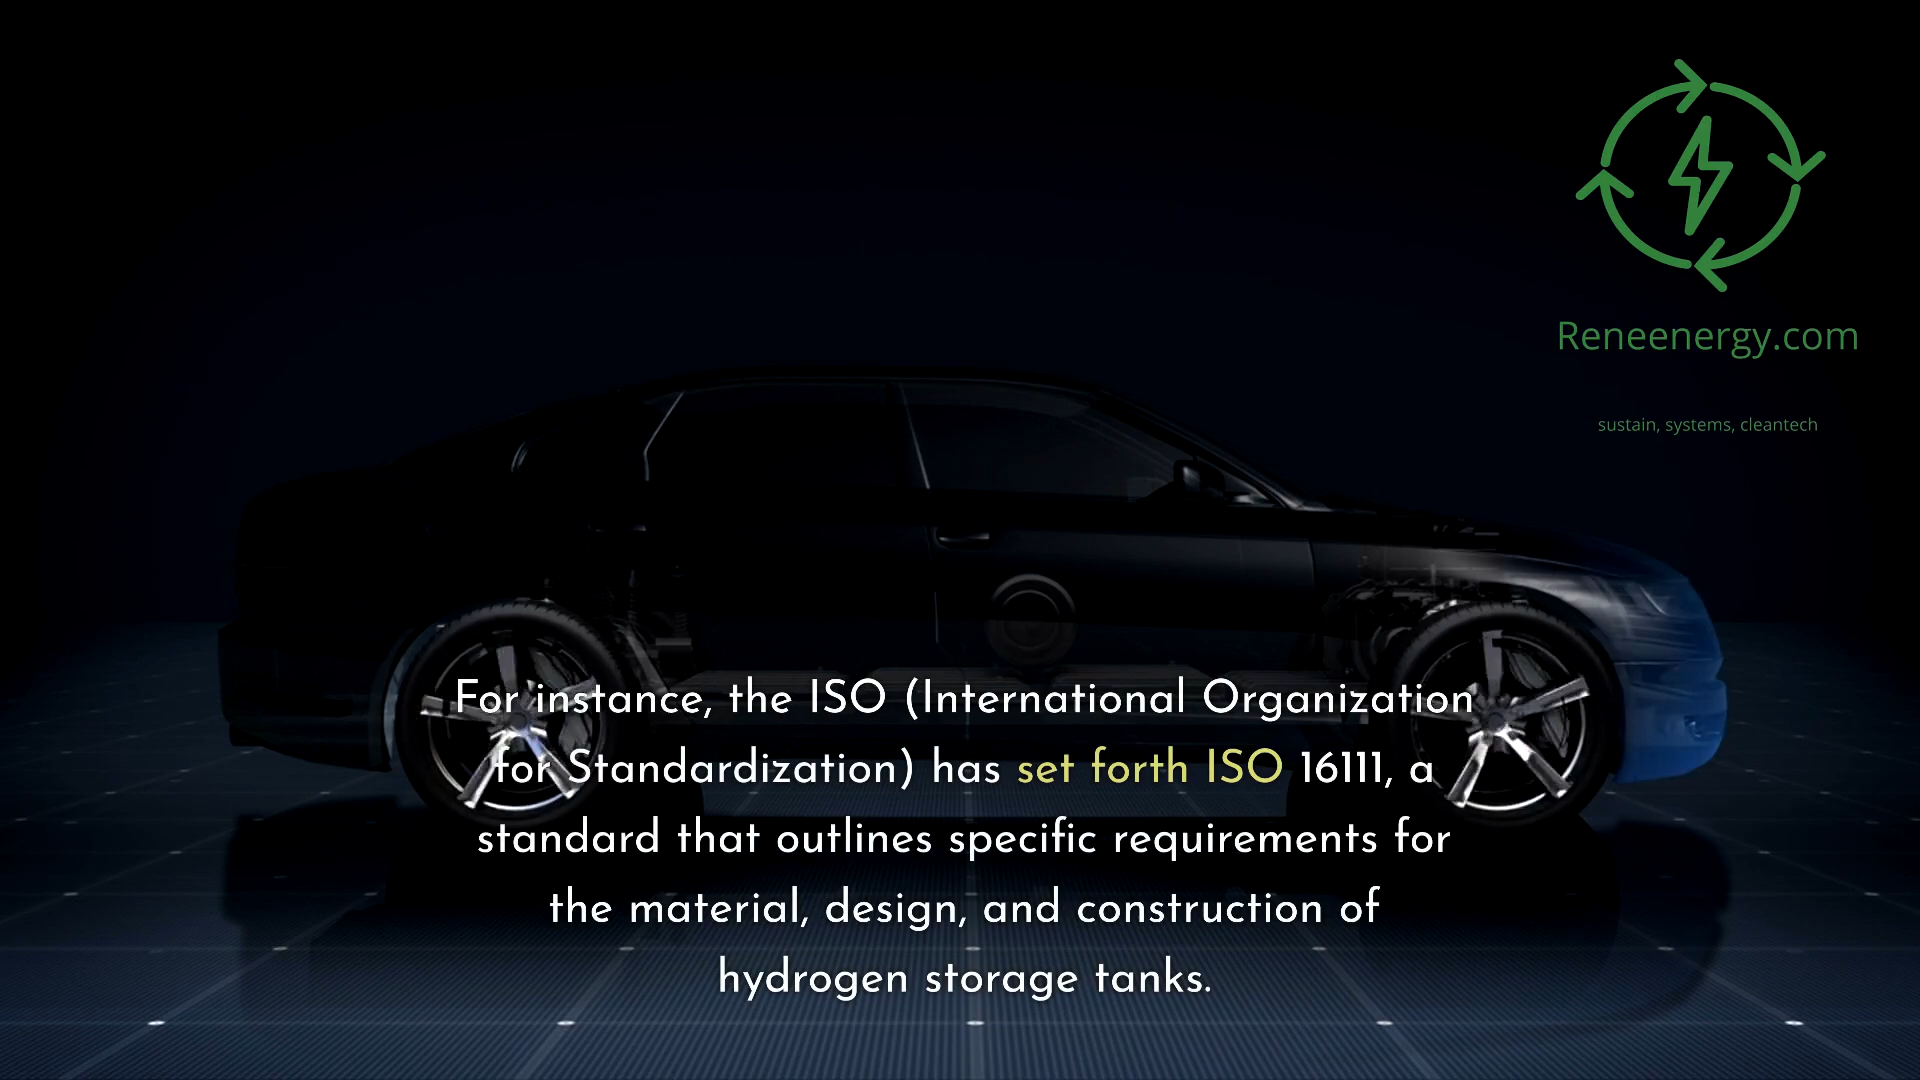 Reneenergy.com
sustain, systems, cleantech
For instance, the ISO (International Organization
for Standardization) has set forth ISO 16111, a
standard that outlines specific requirements for
the material, design, and construction of
hydrogen storage tanks.